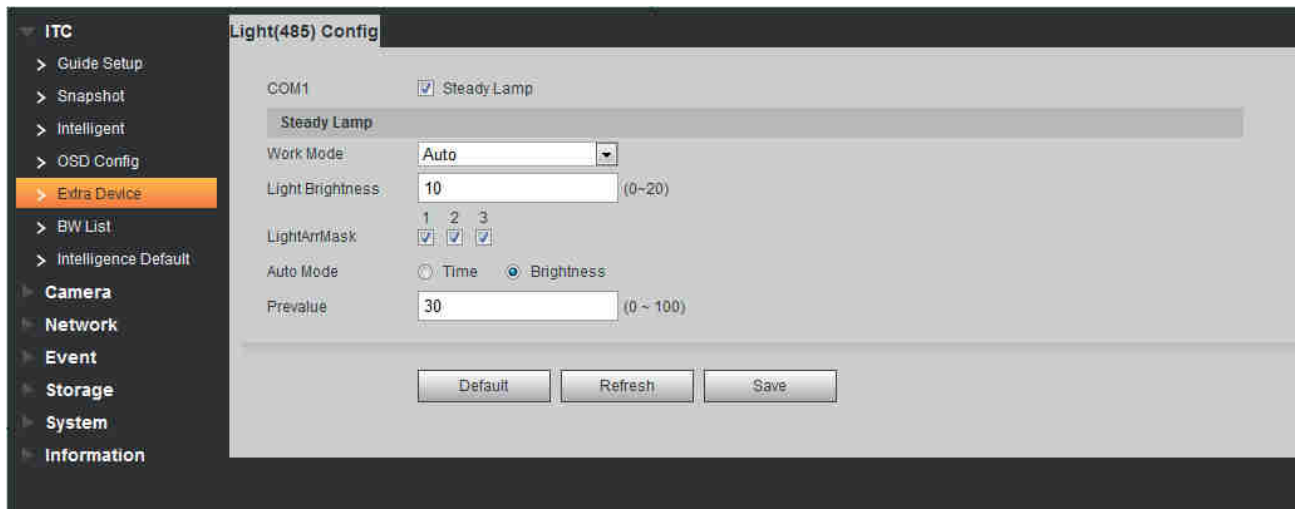 ITC
Guide Setup
Snapshot
Intelligent
OSD Config
Extra Device
BW List
Intelligence Default
Camera
Network
Event
Storage
System
Information
Light(485) Config
COM1 Steady Lamp
Steady Lamp
Work Mode Auto
Light Brightness 10 (0~20)
1 2 3
LightArrMask
Auto Mode Time Brightness
Prevalue 30 (0 ~ 100)
Default Refresh Save